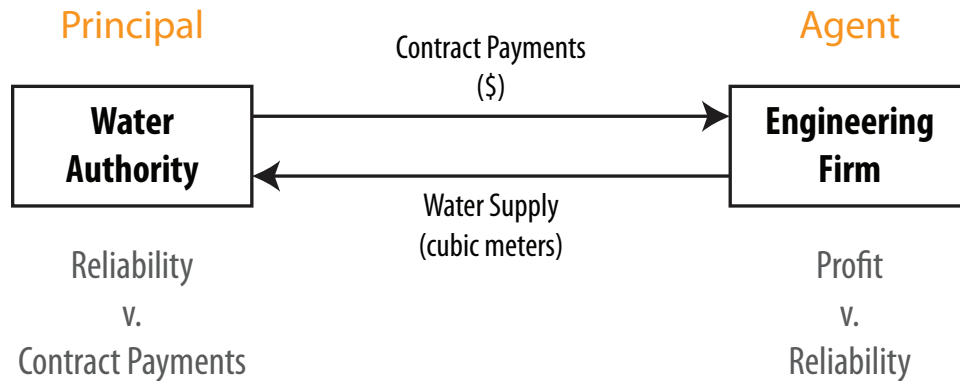 Principal
Agent
Contract Payments
($)
Water
Authority
Engineering
Firm
Water Supply
(cubic meters)
Reliability
v.
Contract Payments
Profit
v.
Reliability